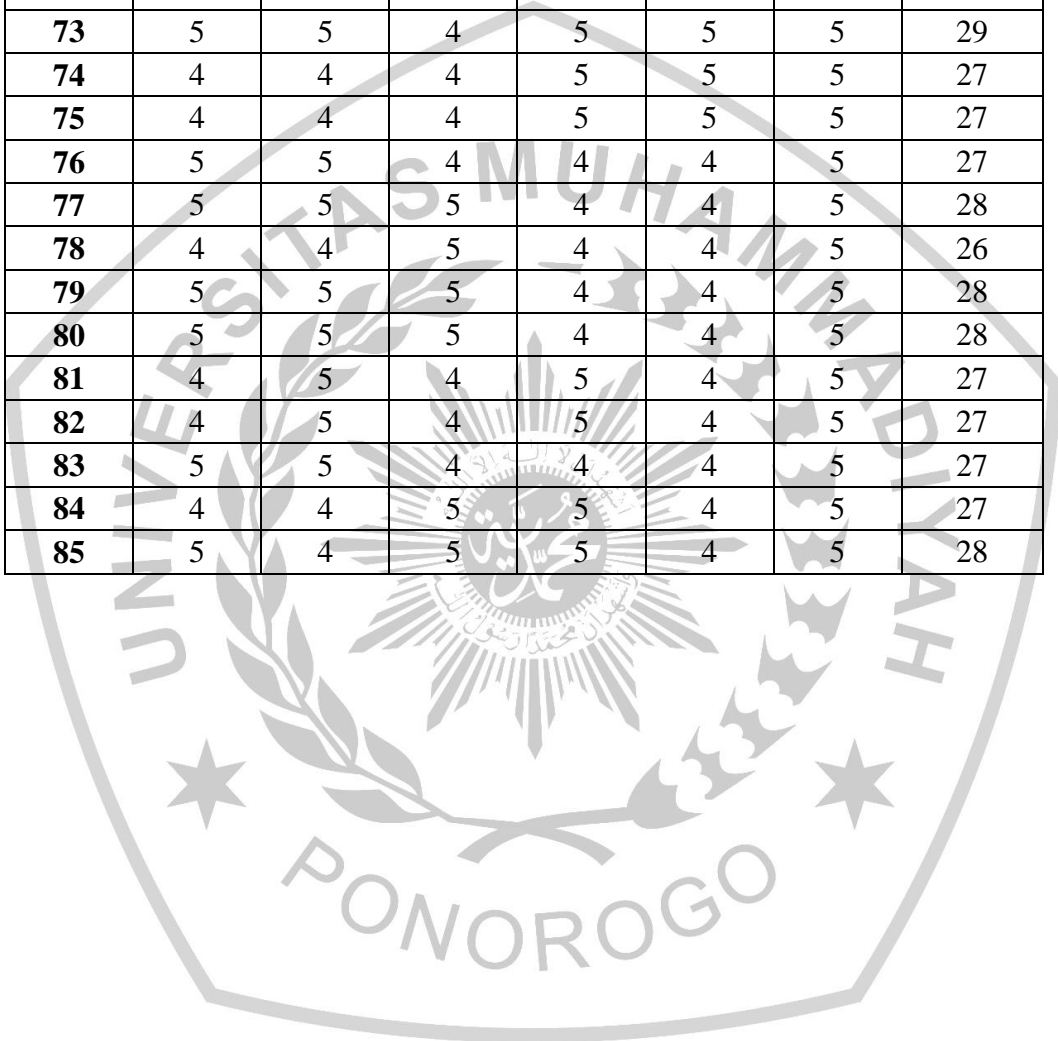 73 5 5 4 5 5 5 29
74 4 4 4 5 5 5 27
75 4 4 4 5 5 5 27
76 5 5 4 4 4 5 27
77 5 5 5 4 4 5 28
78 4 4 5 4 4 5 26
79 5 5 5 4 4 5 28
80 5 5 5 4 4 5 28
81 4 5 4 5 4 5 27
82 4 5 4 5 4 5 27
83 5 5 4 4 4 5 27
84 4 4 5 5 4 5 27
85 5 4 5 5 4 5 28
UNIVERSITAS MUHAMMADIYAH
PONOROGO